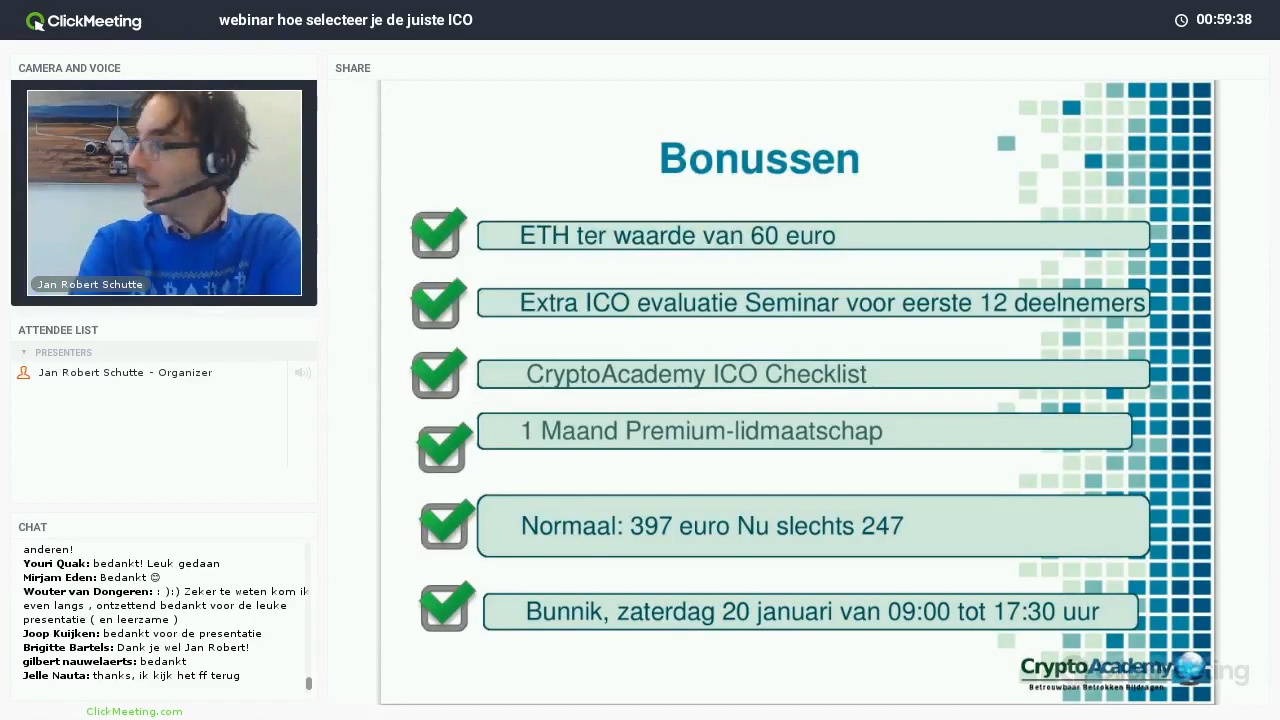 ClickMeeting
webinar hoe selecteer je de juiste ICO
00:59:38
CAMERA AND VOICE
Jan Robert Schutte
ATTENDEE LIST
PRESENTERS
Jan Robert Schutte - Organizer
CHAT
anderen!
Youri Quak: bedankt! Leuk gedaan
Mirjam Eden: Bedankt 😊
Wouter van Dongeren: : ):) Zeker te weten kom ik
even langs , ontzettend bedankt voor de leuke
presentatie ( en leerzame )
Joop Kuijken: bedankt voor de presentatie
Brigitte Bartels: Dank je wel Jan Robert!
gilbert nauwelaerts: bedankt
Jelle Nauta: thanks, ik kijk het ff terug
ClickMeeting.com
SHARE
Bonussen
ETH ter waarde van 60 euro
Extra ICO evaluatie Seminar voor eerste 12 deelnemers
CryptoAcademy ICO Checklist
1 Maand Premium-lidmaatschap
Normaal: 397 euro Nu slechts 247
Bunnik, zaterdag 20 januari van 09:00 tot 17:30 uur
CryptoAcademy
Betrouwbaar Betrokken Bijdragen